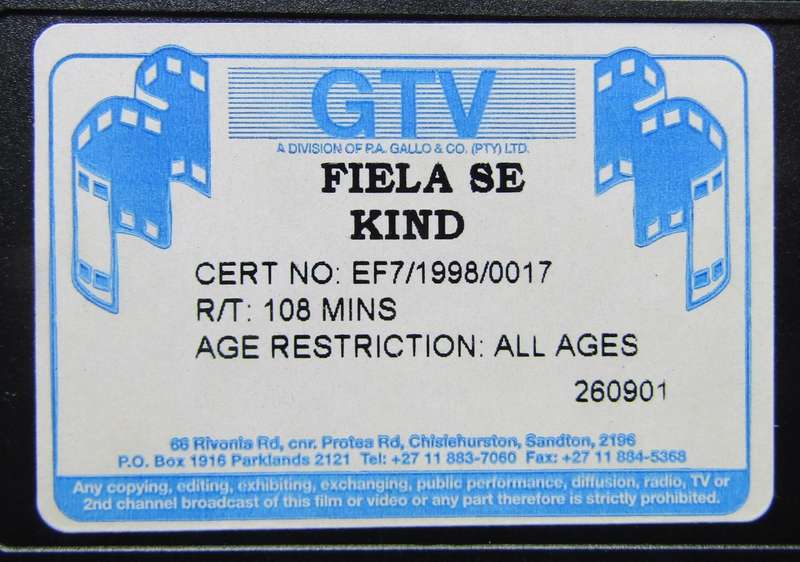 GTV
A DIVISION OF P.A. GALLO & CO. (PTY) LTD.
FIELA SE
KIND
CERT NO: EF7/1998/0017
R/T: 108 MINS
AGE RESTRICTION: ALL AGES
260901
66 Rivonia Rd, cnr. Protea Rd, Chislehurston, Sandton, 2196
P.O. Box 1916 Parklands 2121 Tel: +27 11 883-7060 Fax: +27 11 884-5368
Any copying, editing, exhibiting, exchanging, public performance, diffusion, radio, TV or
2nd channel broadcast of this film or video or any part therefore is strictly prohibited.